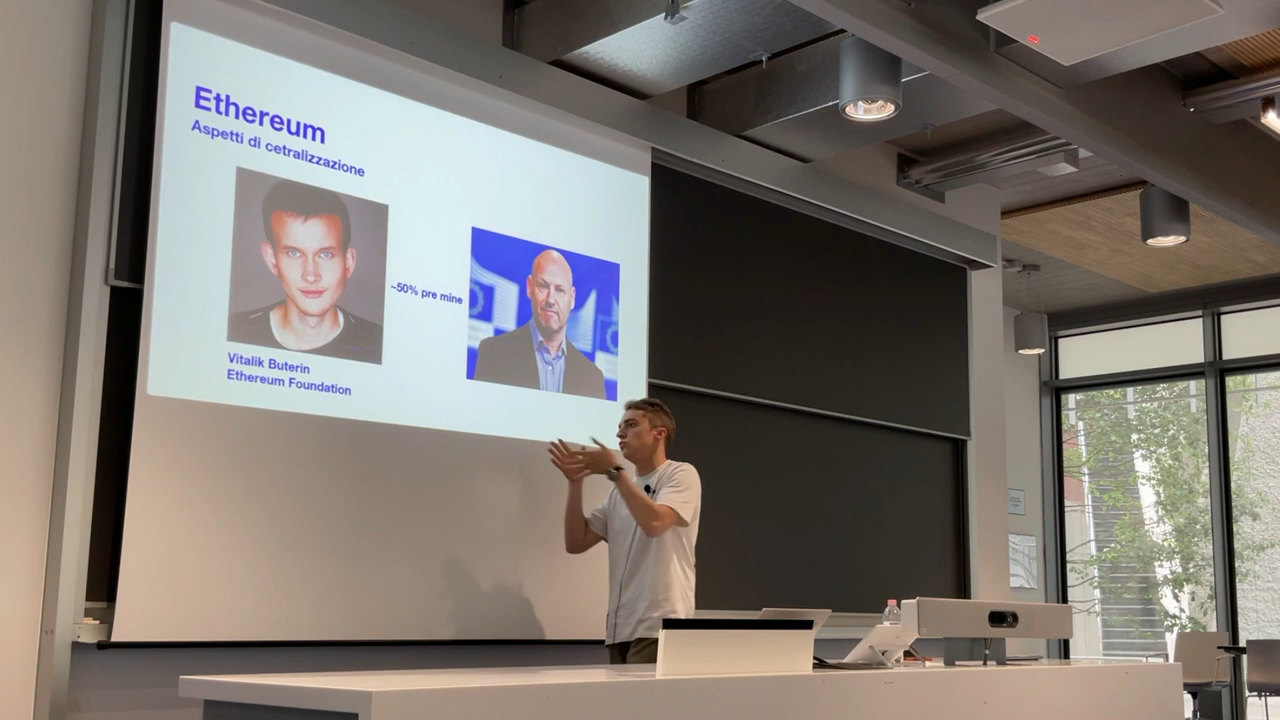 Ethereum
Aspetti di cetralizzazione
~50% pre mine
Vitalik Buterin
Ethereum Foundation